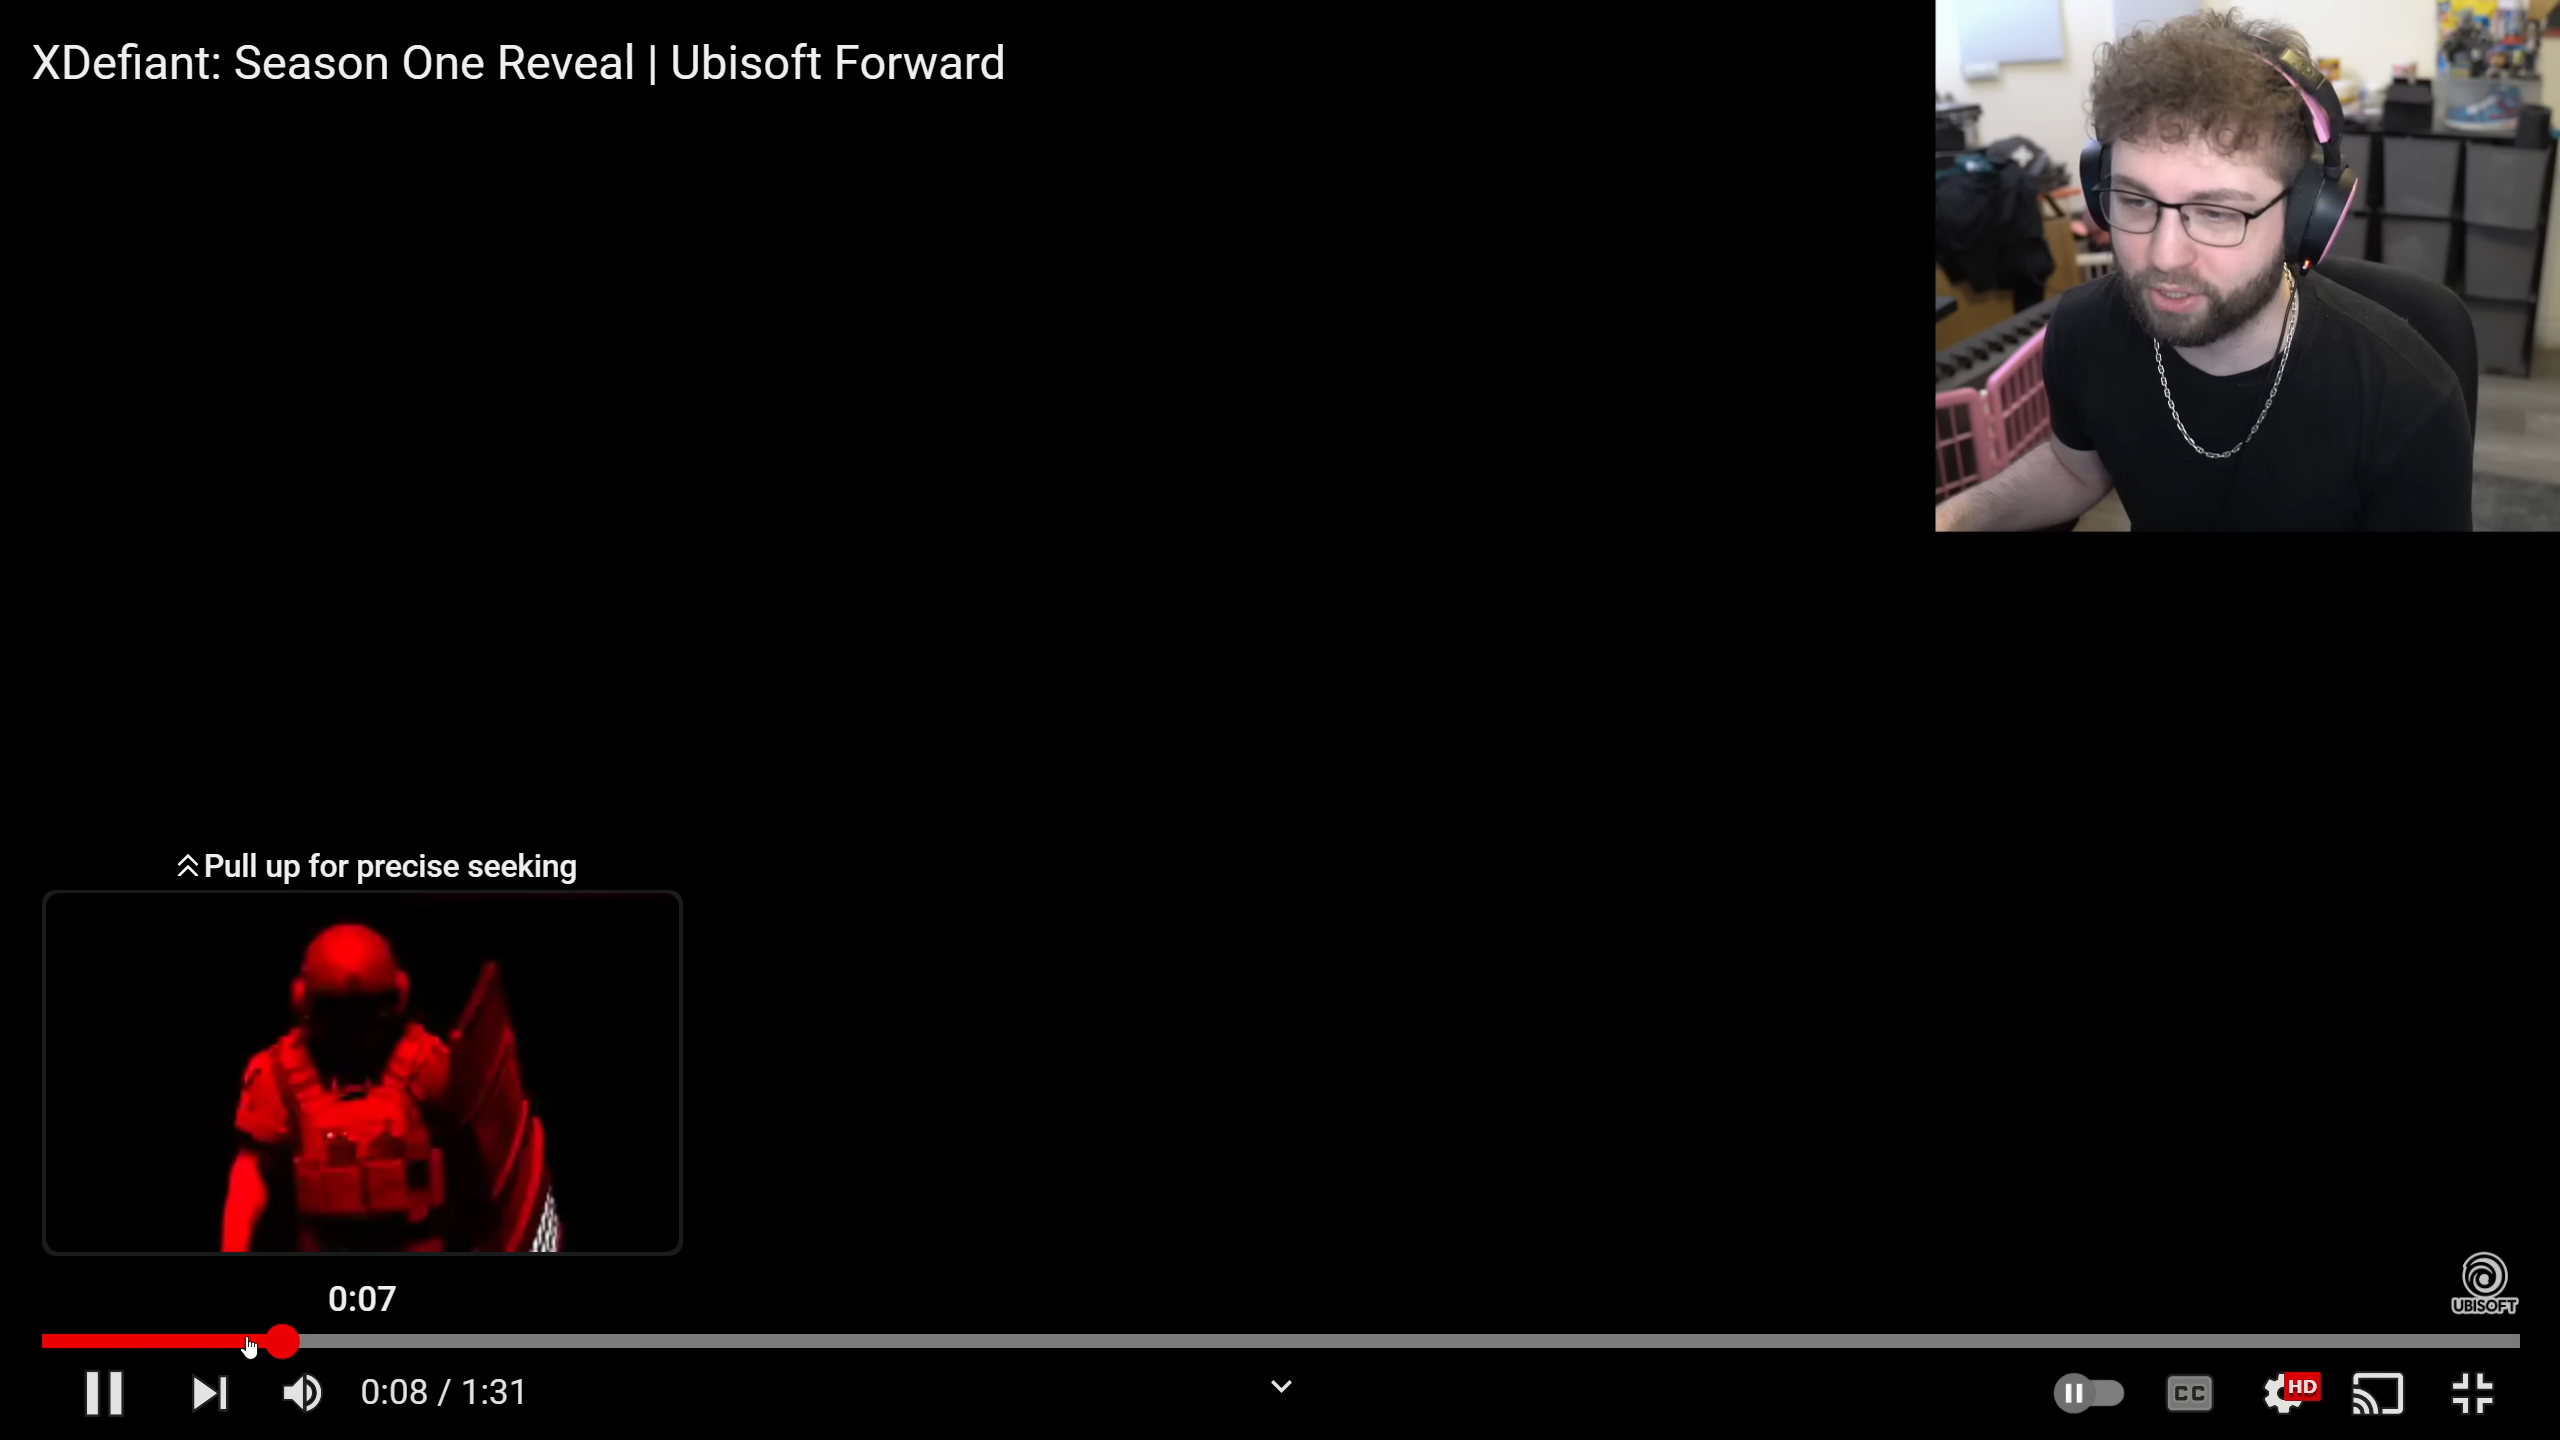 XDefiant: Season One Reveal | Ubisoft Forward
Pull up for precise seeking
0:07
UBISOFT
0:08 / 1:31
CC
HD